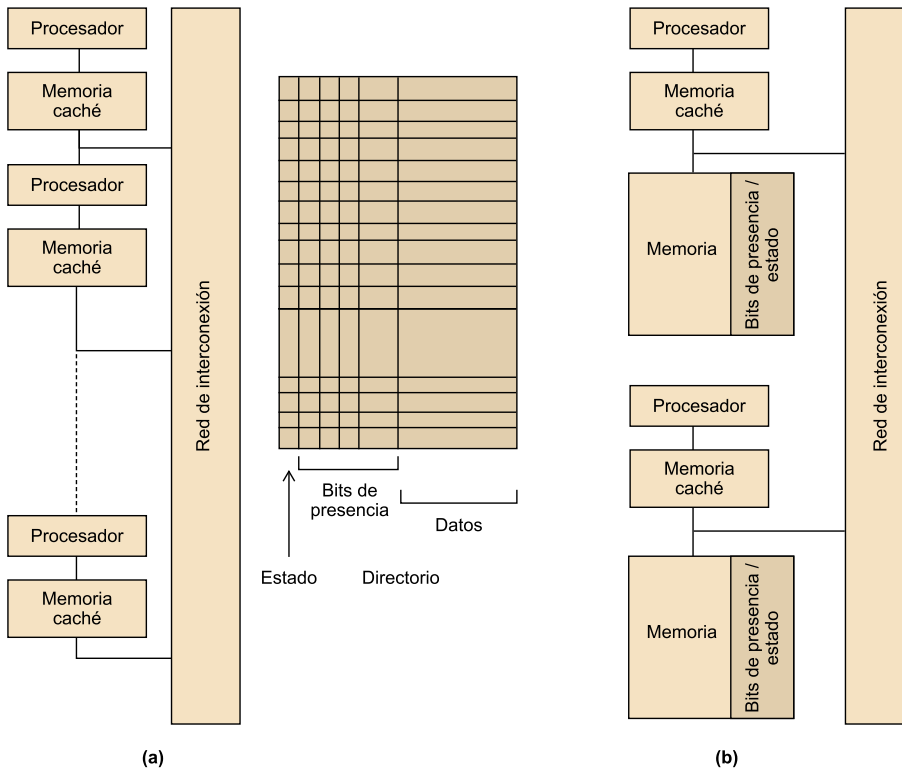 Procesador
Memoria
caché
Procesador
Memoria
caché
Procesador
Memoria
caché
Red de interconexión
Bits de
presencia
Datos
Estado
Directorio
(a)
Procesador
Memoria
caché
Memoria
Bits de presencia /
estado
Procesador
Memoria
caché
Memoria
Bits de presencia /
estado
Red de interconexión
(b)